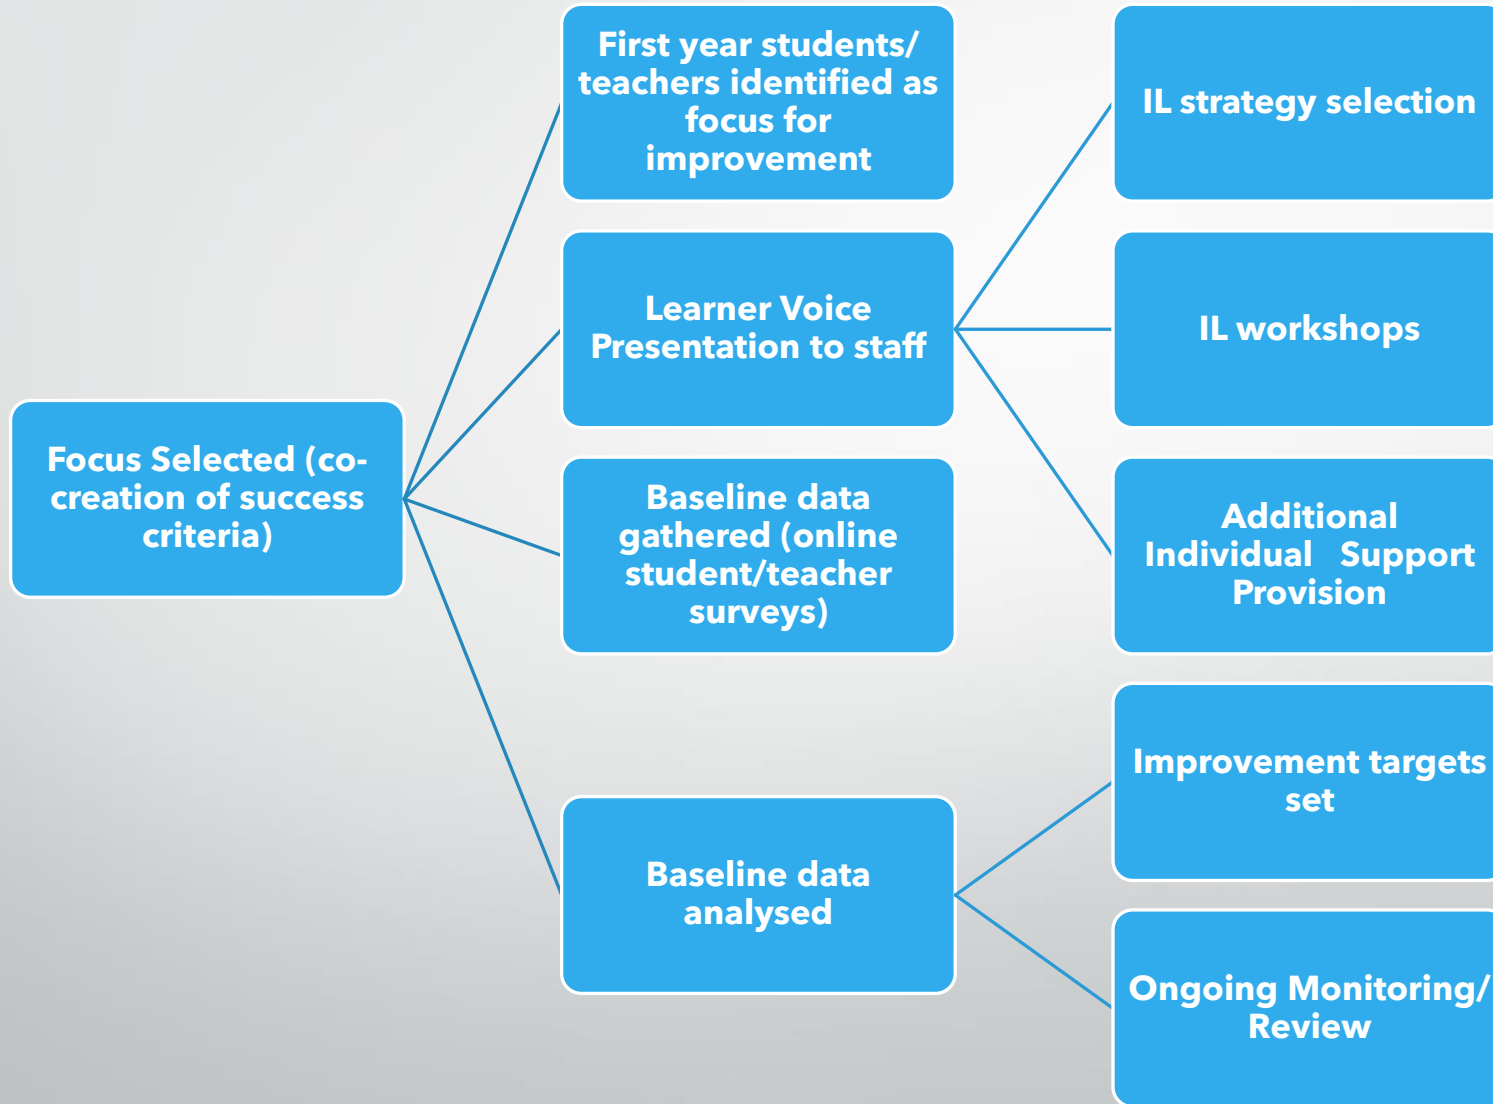 Focus Selected (co-
creation of success
criteria)
First year students/
teachers identified as
focus for
improvement
Learner Voice
Presentation to staff
Baseline data
gathered (online
student/teacher
surveys)
Baseline data
analysed
IL strategy selection
IL workshops
Additional
Individual   Support
Provision
Improvement targets
set
Ongoing Monitoring/
Review